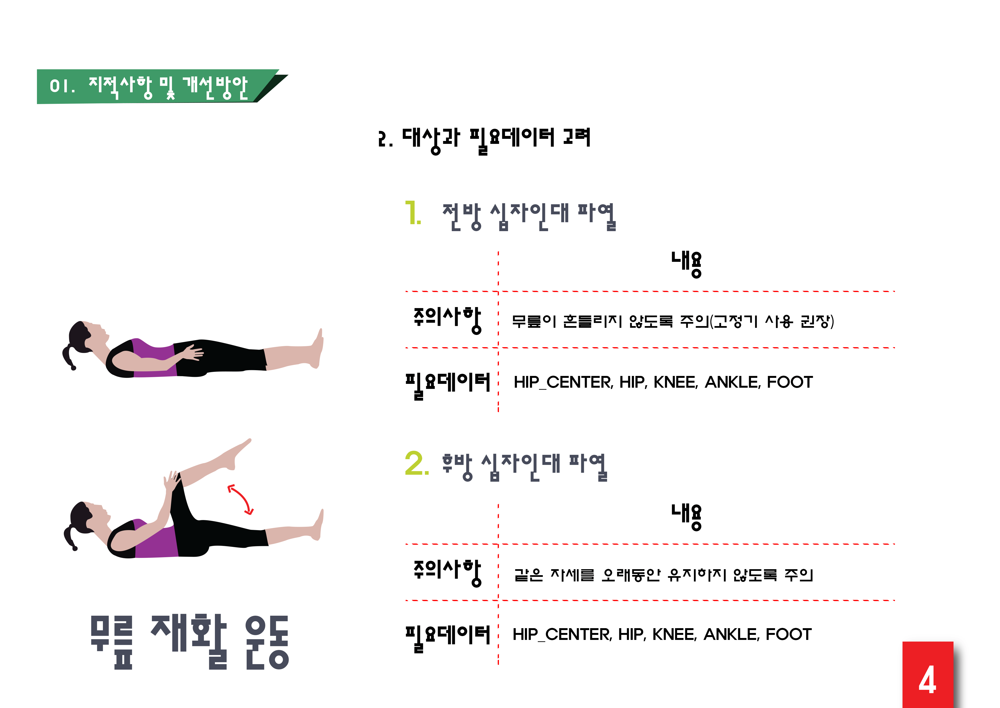 01. 지적사항 및 개선방안
2. 대상과 필요데이터 고려
1. 전방 십자인대 파열
내용
주의사항 무릎이 흔들리지 않도록 주의(고정기 사용 권장)
필요데이터 HIP_CENTER, HIP, KNEE, ANKLE, FOOT
2. 후방 십자인대 파열
내용
주의사항 같은 자세를 오래동안 유지하지 않도록 주의
필요데이터 HIP_CENTER, HIP, KNEE, ANKLE, FOOT
무릎 재활 운동
4